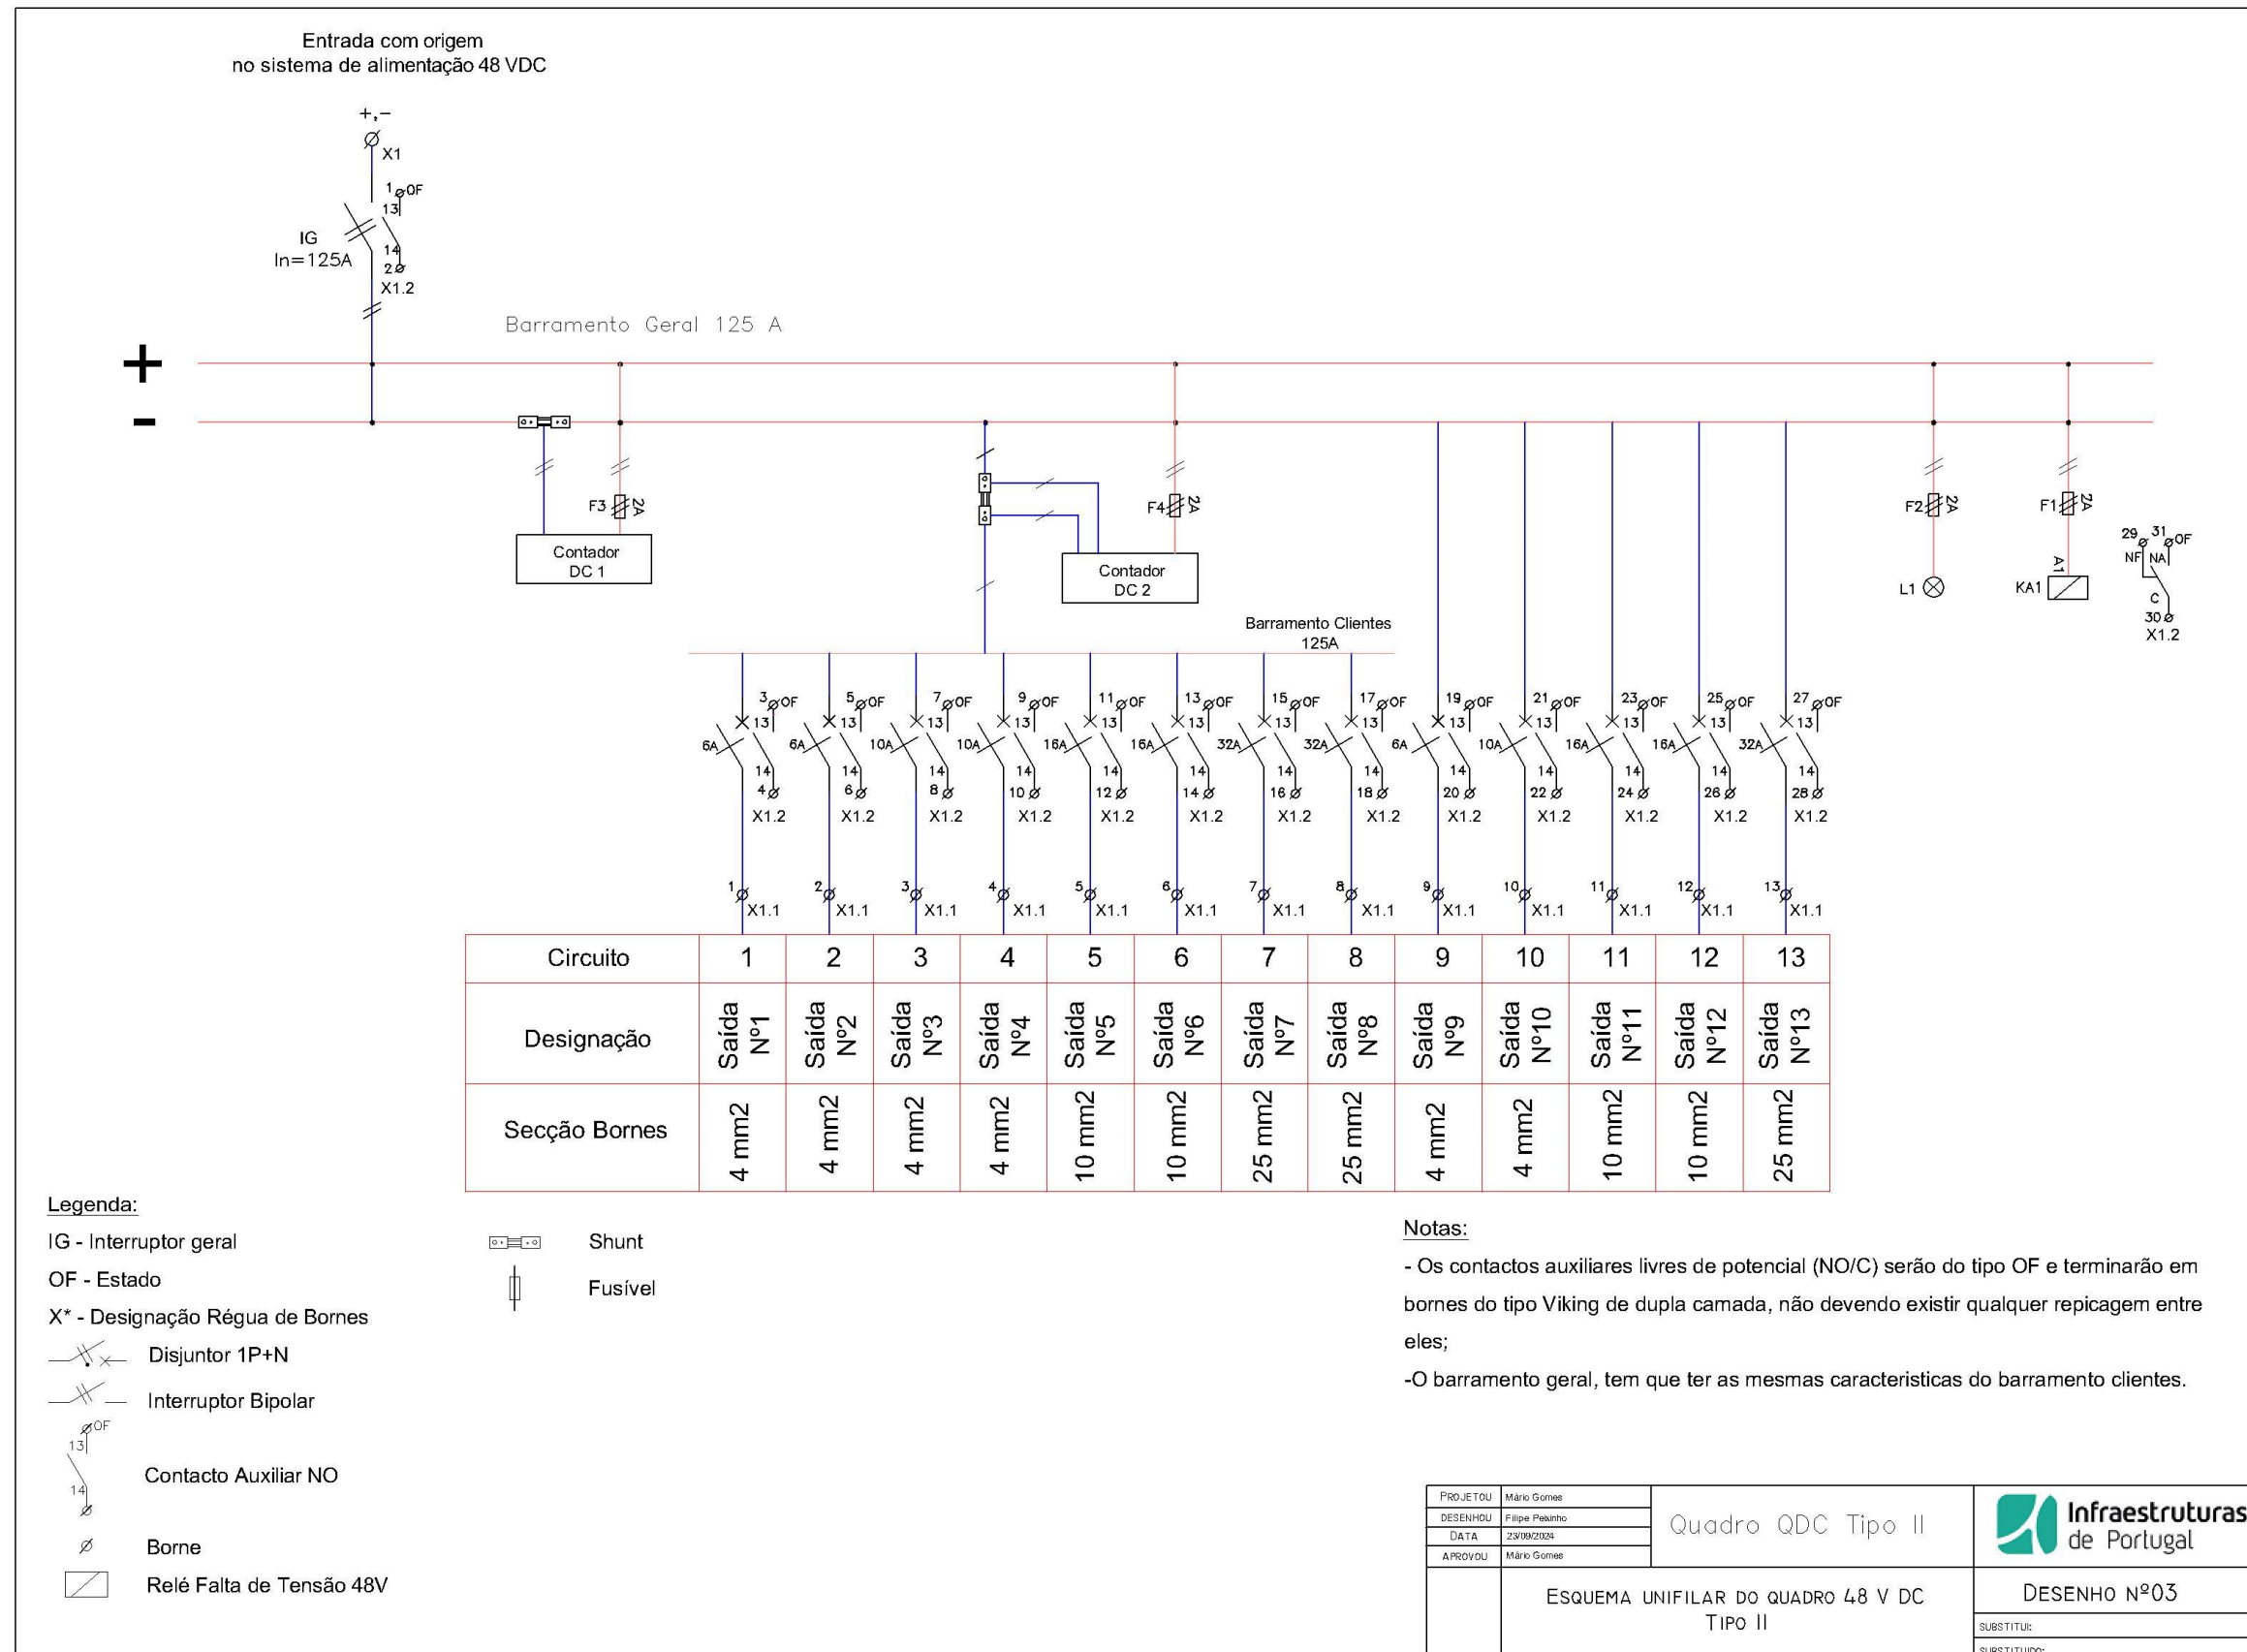 Entrada com origem
no sistema de alimentação 48 VDC
+,-
X1
1 OF
13
IG
In=125A
14
2
X1.2
Barramento Geral 125 A
+
-
F3 2A
F4 2A
F2 2A
F1 2A
Contador
DC 1
Contador
DC 2
L1
KA1 A1
29 31 OF
NF NA
C
30
X1.2
Barramento Clientes
125A
3 OF 5 OF 7 OF 9 OF 11 OF 13 OF 15 OF 17 OF 19 OF 21 OF 23 OF 25 OF 27 OF
13 13 13 13 13 13 13 13 13 13 13 13 13
6A 6A 10A 10A 16A 16A 32A 32A 6A 10A 16A 16A 32A
14 14 14 14 14 14 14 14 14 14 14 14 14
4 6 8 10 12 14 16 18 20 22 24 26 28
X1.2 X1.2 X1.2 X1.2 X1.2 X1.2 X1.2 X1.2 X1.2 X1.2 X1.2 X1.2 X1.2
1 2 3 4 5 6 7 8 9 10 11 12 13
X1.1 X1.1 X1.1 X1.1 X1.1 X1.1 X1.1 X1.1 X1.1 X1.1 X1.1 X1.1 X1.1
Circuito 1 2 3 4 5 6 7 8 9 10 11 12 13
Designação Saída Nº1 Saída Nº2 Saída Nº3 Saída Nº4 Saída Nº5 Saída Nº6 Saída Nº7 Saída Nº8 Saída Nº9 Saída Nº10 Saída Nº11 Saída Nº12 Saída Nº13
Secção Bornes 4 mm2 4 mm2 4 mm2 4 mm2 10 mm2 10 mm2 25 mm2 25 mm2 4 mm2 4 mm2 10 mm2 10 mm2 25 mm2
Legenda:
IG - Interruptor geral
OF - Estado
X* - Designação Régua de Bornes
Disjuntor 1P+N
Interruptor Bipolar
OF
13
Contacto Auxiliar NO
14
Borne
Relé Falta de Tensão 48V
Shunt
Fusível
Notas:
- Os contactos auxiliares livres de potencial (NO/C) serão do tipo OF e terminarão em
bornes do tipo Viking de dupla camada, não devendo existir qualquer repicagem entre
eles;
-O barramento geral, tem que ter as mesmas caracteristicas do barramento clientes.
PROJETOU Mário Gomes
DESENHOU Filipe Peixinho
DATA 23/09/2024
APROVOU Mário Gomes
Quadro QDC Tipo II
Infraestruturas
de Portugal
ESQUEMA UNIFILAR DO QUADRO 48 V DC
TIPO II
DESENHO Nº03
SUBSTITUI:
SUBSTITUIDO: